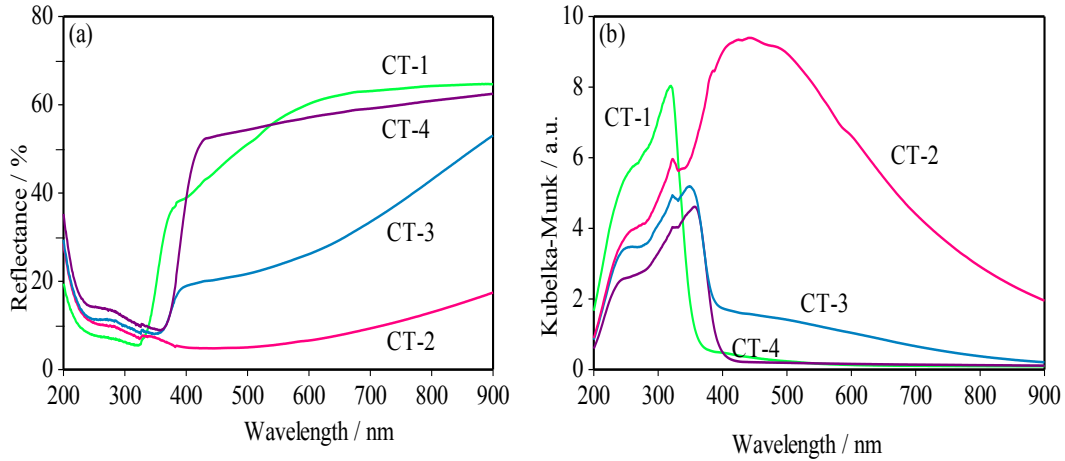 (a)
80
60
40
20
0
Reflectance / %
CT-1
CT-4
CT-3
CT-2
200 300 400 500 600 700 800 900
Wavelength / nm
(b)
10
8
6
4
2
0
Kubelka-Munk / a.u.
CT-1
CT-2
CT-3
CT-4
200 300 400 500 600 700 800 900
Wavelength / nm